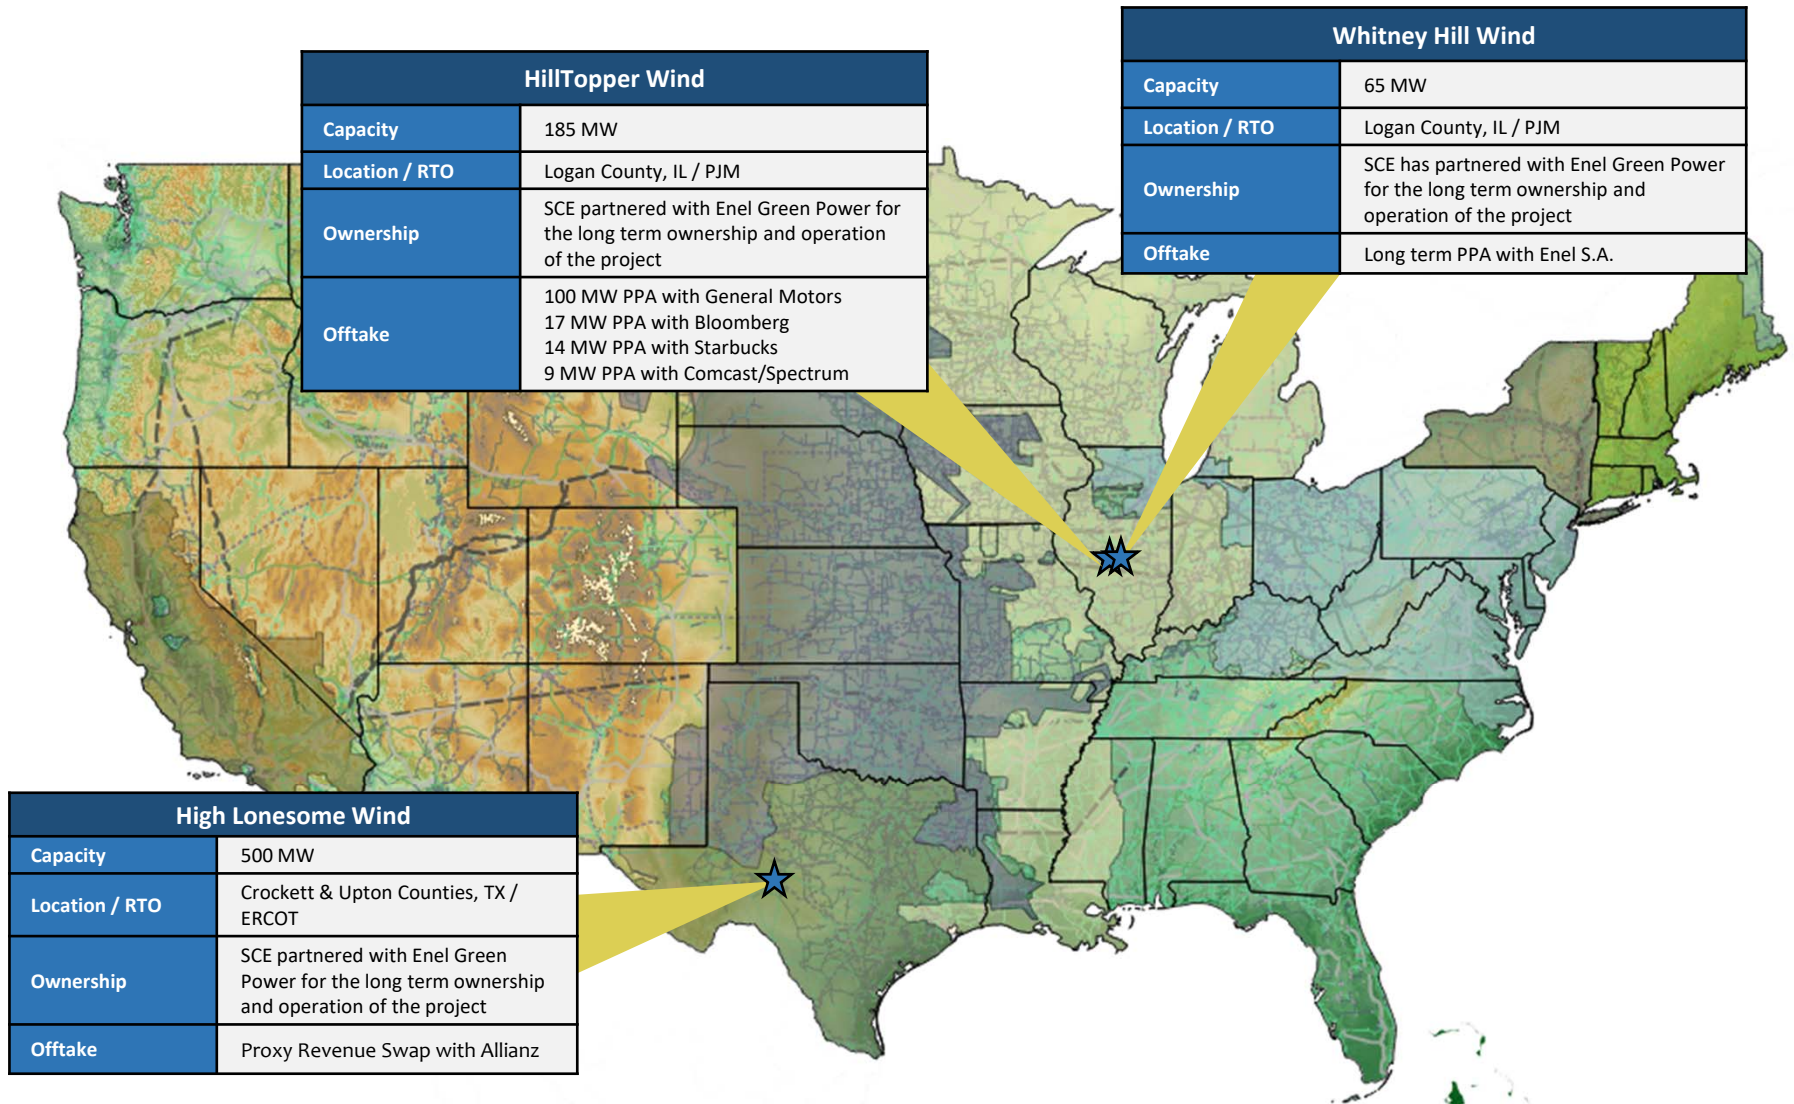 HillTopper Wind
Capacity 185 MW
Location / RTO Logan County, IL / PJM
Ownership SCE partnered with Enel Green Power for
the long term ownership and operation
of the project
Offtake 100 MW PPA with General Motors
17 MW PPA with Bloomberg
14 MW PPA with Starbucks
9 MW PPA with Comcast/Spectrum
Whitney Hill Wind
Capacity 65 MW
Location / RTO Logan County, IL / PJM
Ownership SCE has partnered with Enel Green Power
for the long term ownership and
operation of the project
Offtake Long term PPA with Enel S.A.
High Lonesome Wind
Capacity 500 MW
Location / RTO Crockett & Upton Counties, TX /
ERCOT
Ownership SCE partnered with Enel Green
Power for the long term ownership
and operation of the project
Offtake Proxy Revenue Swap with Allianz